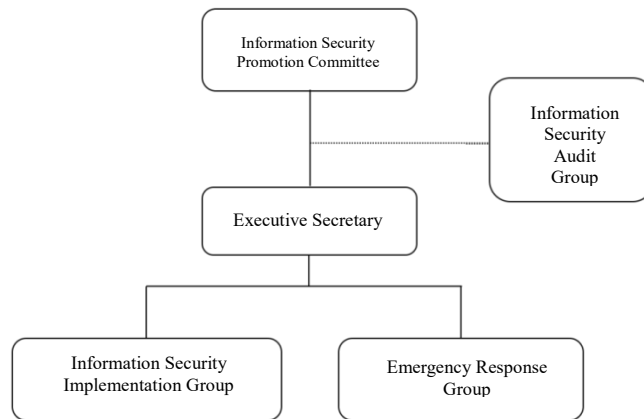 Information Security
Promotion Committee
Information
Security
Audit
Group
Executive Secretary
Information Security
Implementation Group
Emergency Response
Group